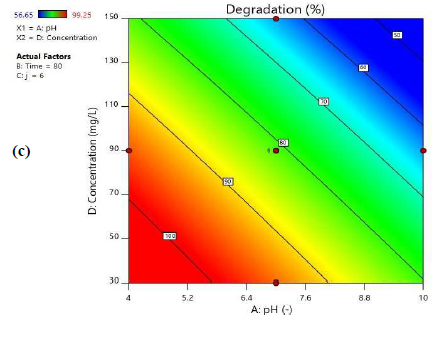 Degradation (%)
56.65 99.25
X1 = A: pH
X2 = D: Concentration
Actual Factors
B: Time = 80
C: j = 6
(c)
D: Concentration (mg/L)
150
130
110
90
70
50
30
50
60
70
80
90
100
4 5.2 6.4 7.6 8.8 10
A: pH (-)